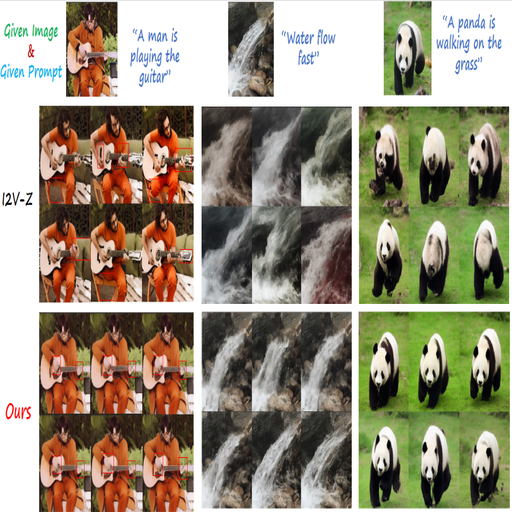 Given Image
&
Given Prompt
“A man is
playing the
guitar”
“Water flow
fast”
“A panda is
walking on the
grass”
I2V-Z
Ours